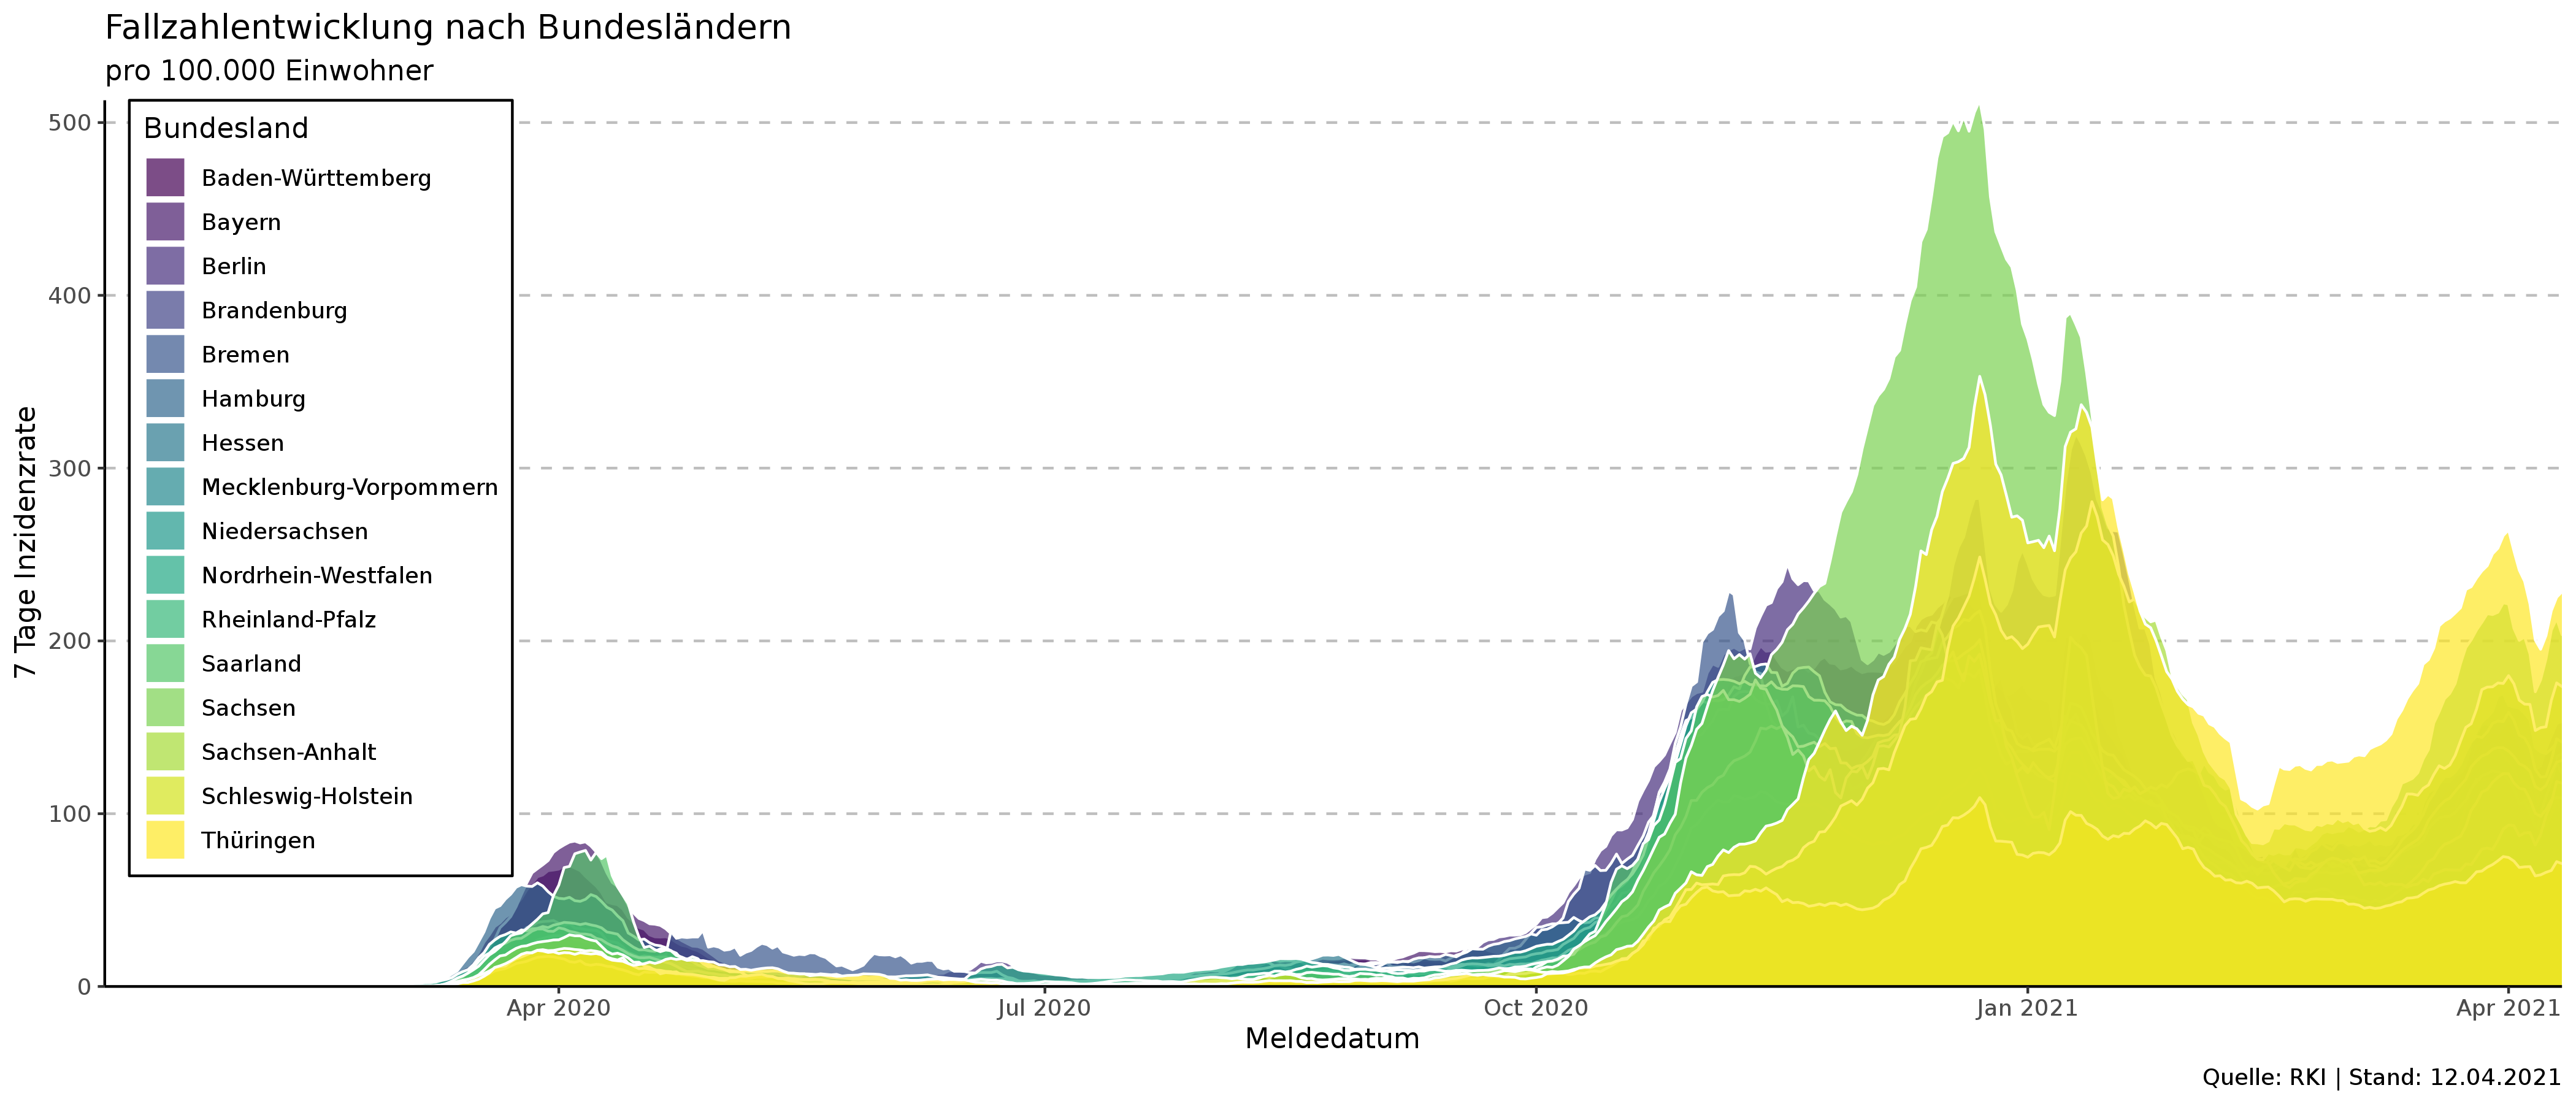 Fallzahlentwicklung nach Bundesländern
pro 100.000 Einwohner
Bundesland
Baden-Württemberg
Bayern
Berlin
Brandenburg
Bremen
Hamburg
Hessen
Mecklenburg-Vorpommern
Niedersachsen
Nordrhein-Westfalen
Rheinland-Pfalz
Saarland
Sachsen
Sachsen-Anhalt
Schleswig-Holstein
Thüringen
7 Tage Inzidenzrate
500
400
300
200
100
0
Apr 2020
Jul 2020
Oct 2020
Jan 2021
Apr 2021
Meldedatum
Quelle: RKI | Stand: 12.04.2021